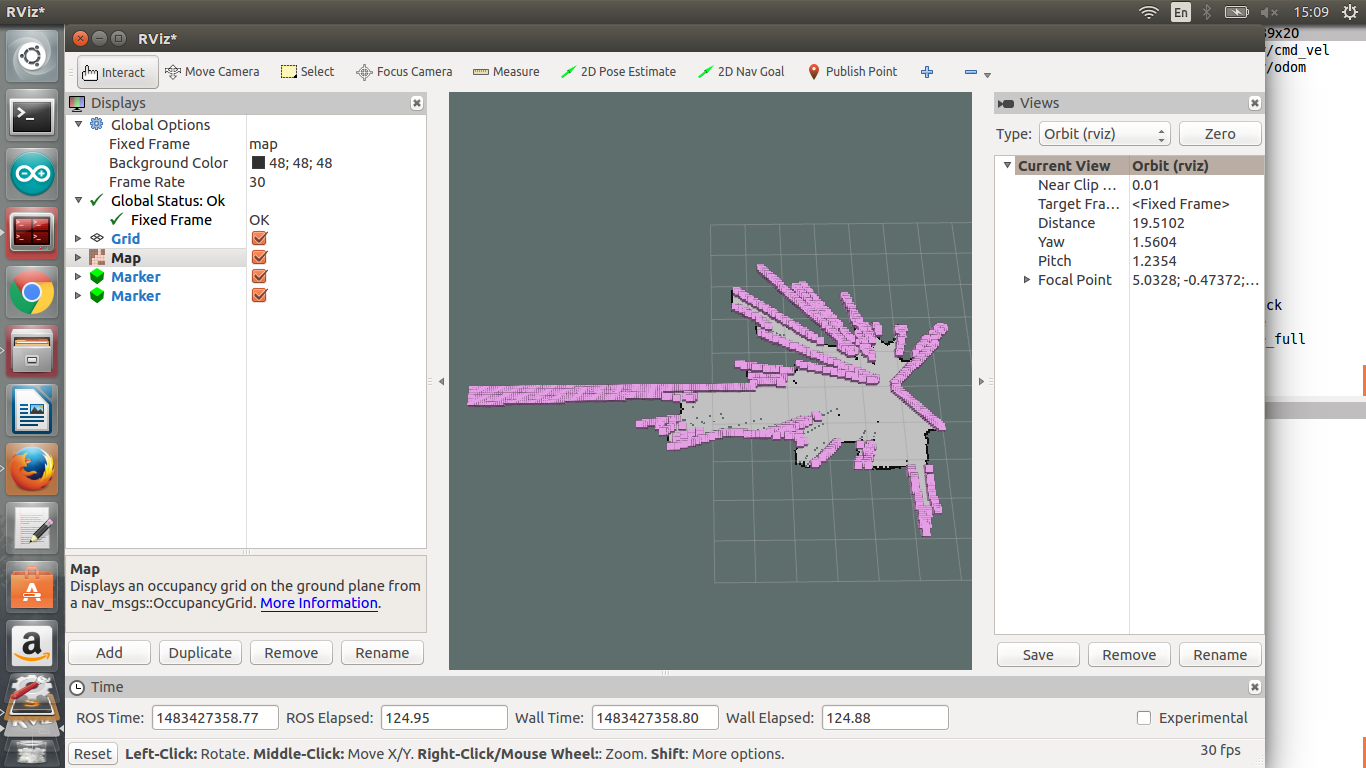 RViz*
En
15:09
RViz*
39x20
/cmd_vel
/odom
Interact
Move Camera
Select
Focus Camera
Measure
2D Pose Estimate
2D Nav Goal
Publish Point
Displays
Global Options
Fixed Frame map
Background Color 48; 48; 48
Frame Rate 30
Global Status: Ok
Fixed Frame OK
Grid
Map
Marker
Marker
Map
Displays an occupancy grid on the ground plane from
a nav_msgs::OccupancyGrid. More Information.
Add Duplicate Remove Rename
Views
Type: Orbit (rviz) Zero
Current View Orbit (rviz)
Near Clip ... 0.01
Target Fra... <Fixed Frame>
Distance 19.5102
Yaw 1.5604
Pitch 1.2354
Focal Point 5.0328; -0.47372;...
Save Remove Rename
ck
_full
Time
ROS Time: 1483427358.77 ROS Elapsed: 124.95 Wall Time: 1483427358.80 Wall Elapsed: 124.88 Experimental
Reset Left-Click: Rotate. Middle-Click: Move X/Y. Right-Click/Mouse Wheel:: Zoom. Shift: More options. 30 fps